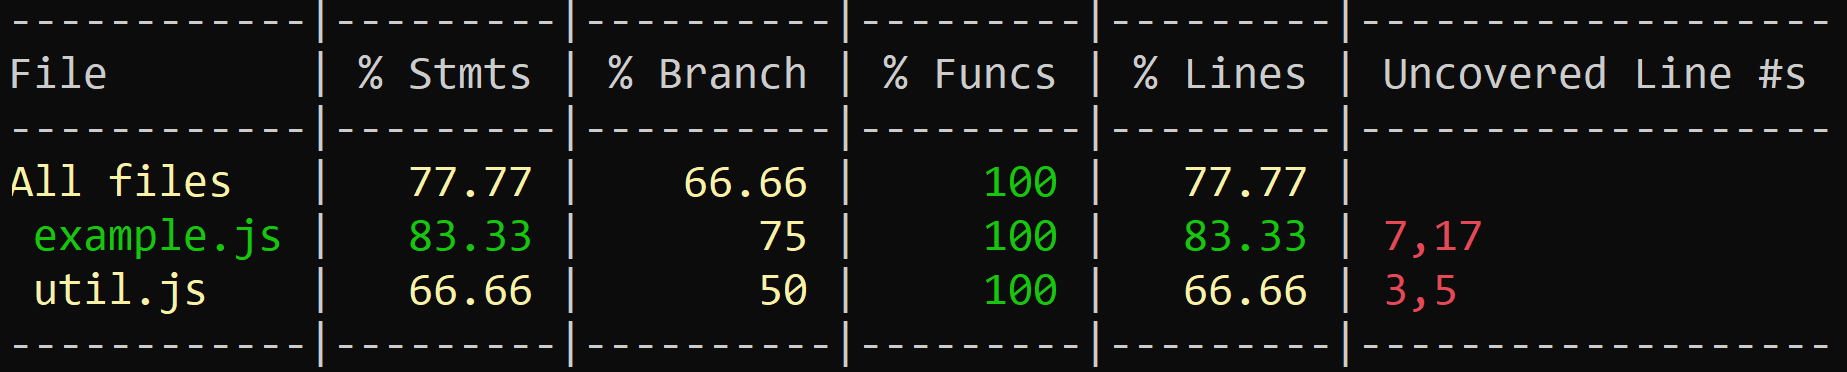 ------------|---------|----------|---------|---------|-------------------
File        | % Stmts | % Branch | % Funcs | % Lines | Uncovered Line #s
------------|---------|----------|---------|---------|-------------------
All files   |   77.77 |    66.66 |     100 |   77.77 |
 example.js |   83.33 |       75 |     100 |   83.33 | 7,17
 util.js    |   66.66 |       50 |     100 |   66.66 | 3,5
------------|---------|----------|---------|---------|-------------------